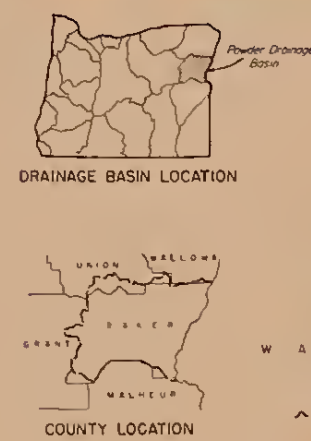 Powder Drainage
Basin
DRAINAGE BASIN LOCATION
UNION
WALLOWA
BAKER
GRANT
W A
MALHEUR
COUNTY LOCATION